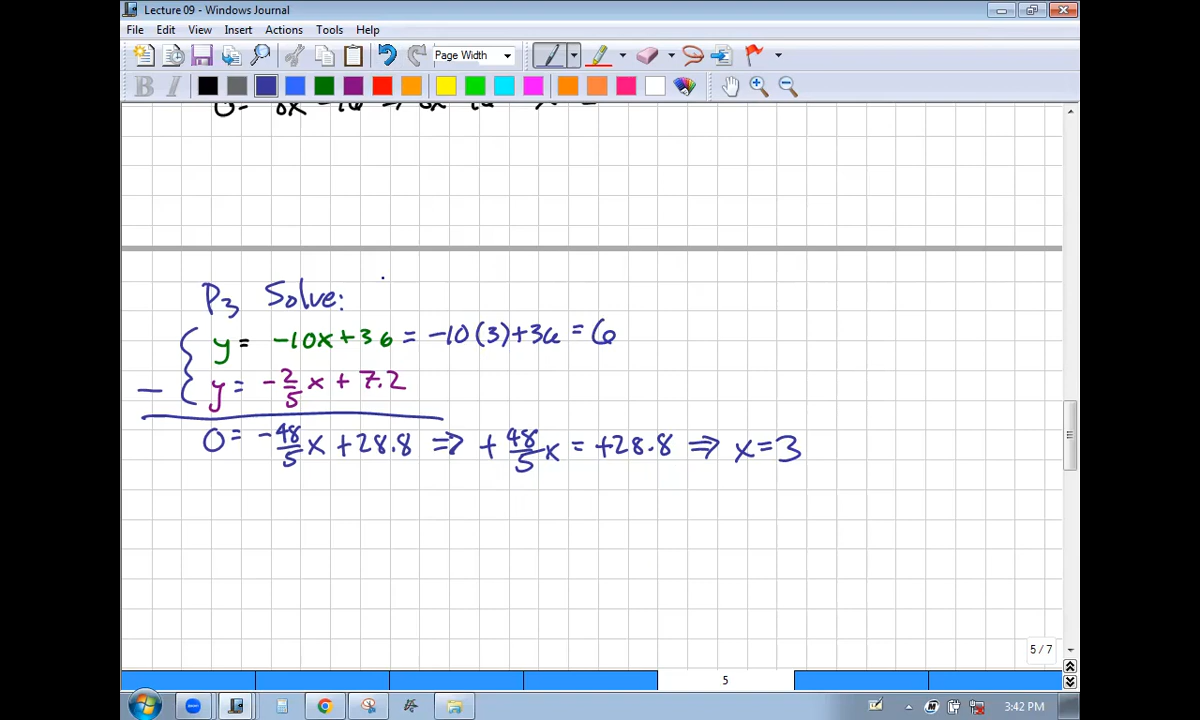 Lecture 09 - Windows Journal
File Edit View Insert Actions Tools Help
Page Width
B I
P3 Solve:
y = -10x+36 = -10(3)+36 = 6
y = -2/5 x + 7.2
0 = -48/5 x + 28.8 ⇒ +48/5 x = +28.8 ⇒ x=3
5 / 7
5
3:42 PM